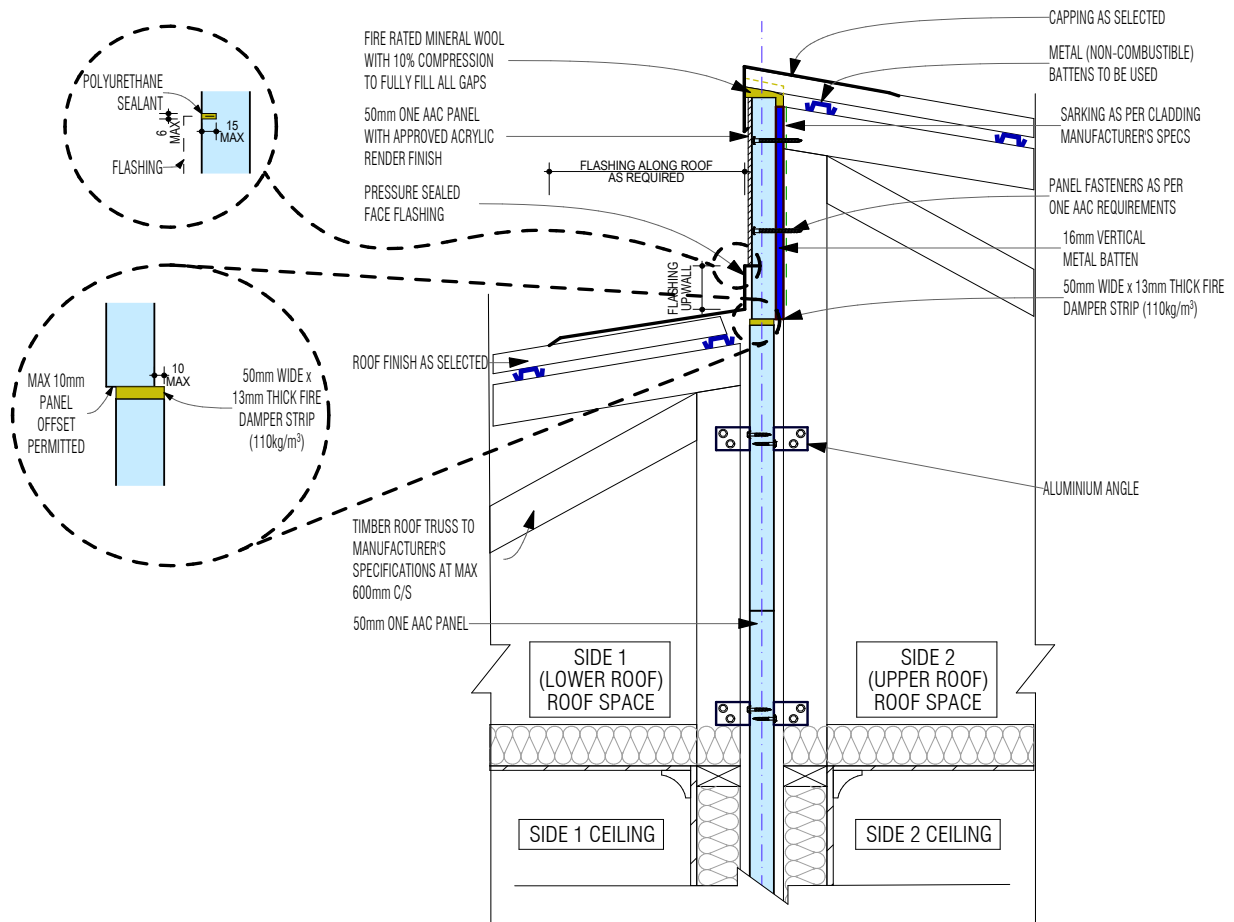 POLYURETHANE
SEALANT
6
MAX
15
MAX
FLASHING
FIRE RATED MINERAL WOOL
WITH 10% COMPRESSION
TO FULLY FILL ALL GAPS
50mm ONE AAC PANEL
WITH APPROVED ACRYLIC
RENDER FINISH
FLASHING ALONG ROOF
AS REQUIRED
PRESSURE SEALED
FACE FLASHING
FLASHING
UP WALL
CAPPING AS SELECTED
METAL (NON-COMBUSTIBLE)
BATTENS TO BE USED
SARKING AS PER CLADDING
MANUFACTURER'S SPECS
PANEL FASTENERS AS PER
ONE AAC REQUIREMENTS
16mm VERTICAL
METAL BATTEN
50mm WIDE x 13mm THICK FIRE
DAMPER STRIP (110kg/m³)
ROOF FINISH AS SELECTED
MAX 10mm
PANEL
OFFSET
PERMITTED
10
MAX
50mm WIDE x
13mm THICK FIRE
DAMPER STRIP
(110kg/m³)
ALUMINIUM ANGLE
TIMBER ROOF TRUSS TO
MANUFACTURER'S
SPECIFICATIONS AT MAX
600mm C/S
50mm ONE AAC PANEL
SIDE 1
(LOWER ROOF)
ROOF SPACE
SIDE 2
(UPPER ROOF)
ROOF SPACE
SIDE 1 CEILING
SIDE 2 CEILING